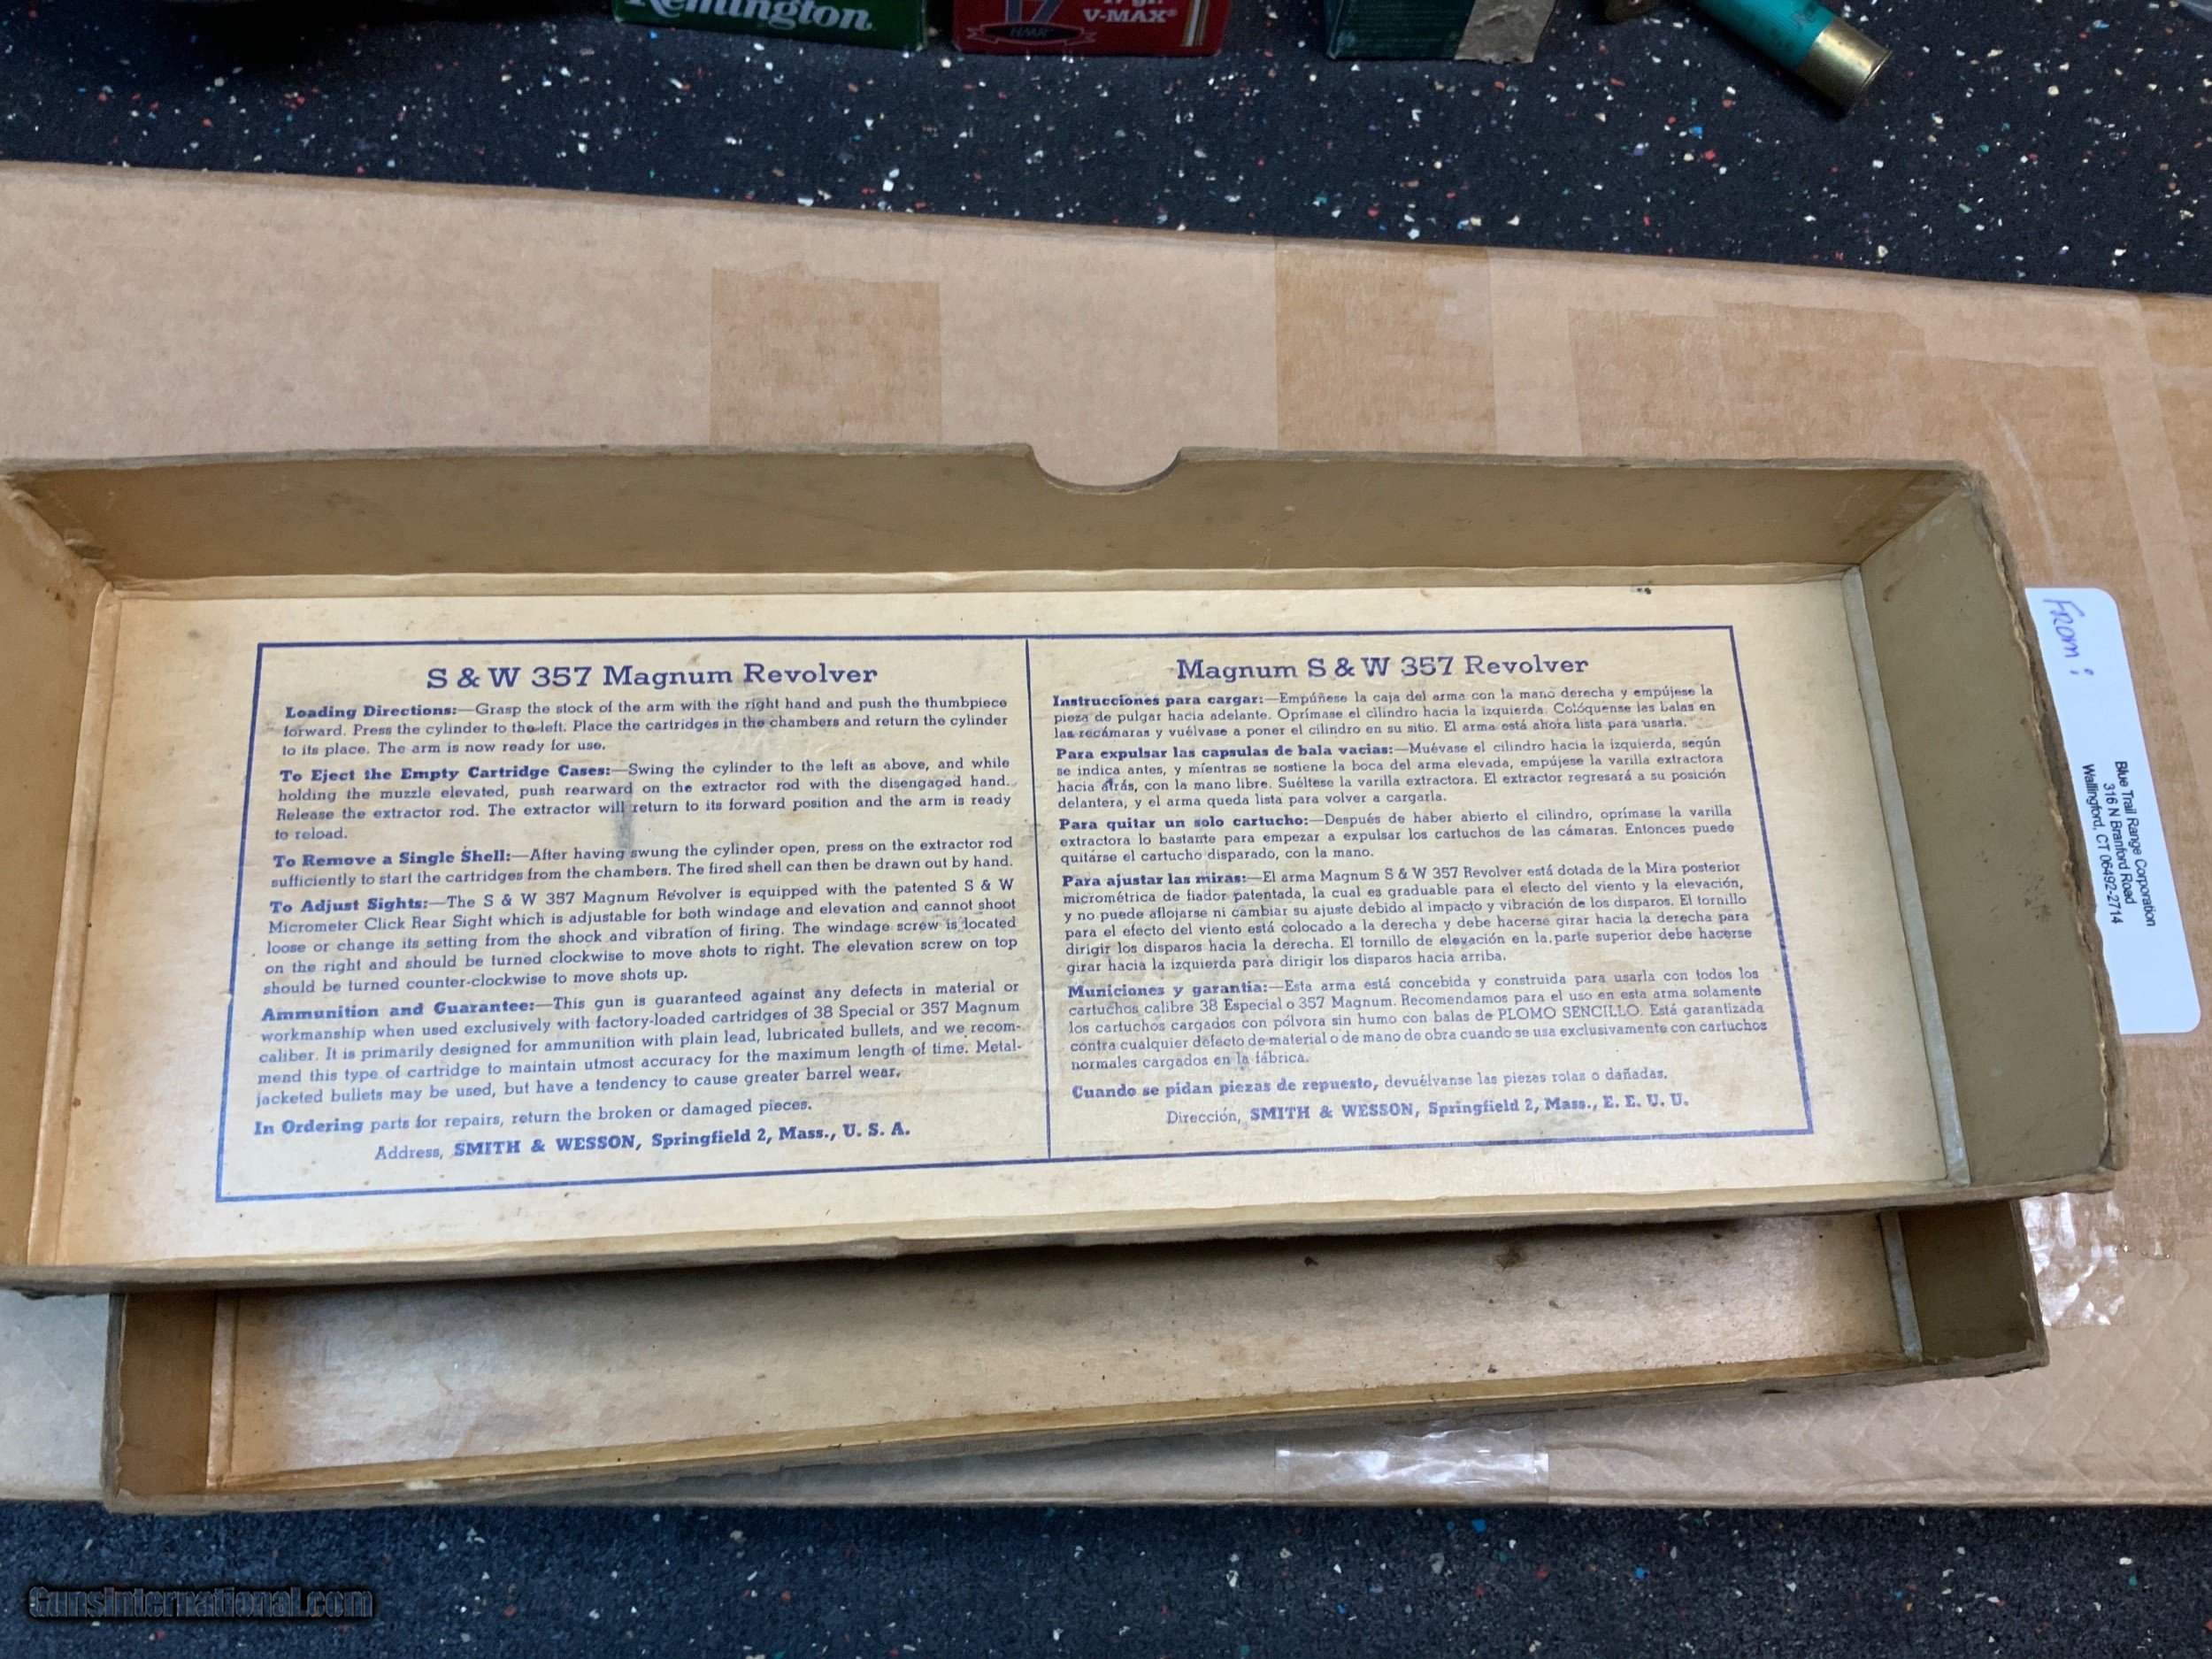 Remington
17
17 gr.
V-MAX®
HMR
S & W 357 Magnum Revolver
Loading Directions:—Grasp the stock of the arm with the right hand and push the thumbpiece
forward. Press the cylinder to the left. Place the cartridges in the chambers and return the cylinder
to its place. The arm is now ready for use.
To Eject the Empty Cartridge Cases:—Swing the cylinder to the left as above, and while
holding the muzzle elevated, push rearward on the extractor rod with the disengaged hand.
Release the extractor rod. The extractor will return to its forward position and the arm is ready
to reload.
To Remove a Single Shell:—After having swung the cylinder open, press on the extractor rod
sufficiently to start the cartridges from the chambers. The fired shell can then be drawn out by hand.
To Adjust Sights:—The S & W 357 Magnum Revolver is equipped with the patented S & W
Micrometer Click Rear Sight which is adjustable for both windage and elevation and cannot shoot
loose or change its setting from the shock and vibration of firing. The windage screw is located
on the right and should be turned clockwise to move shots to right. The elevation screw on top
should be turned counter-clockwise to move shots up.
Ammunition and Guarantee:—This gun is guaranteed against any defects in material or
workmanship when used exclusively with factory-loaded cartridges of 38 Special or 357 Magnum
caliber. It is primarily designed for ammunition with plain lead, lubricated bullets, and we recom-
mend this type of cartridge to maintain utmost accuracy for the maximum length of time. Metal-
jacketed bullets may be used, but have a tendency to cause greater barrel wear.
In Ordering parts for repairs, return the broken or damaged pieces.
Address, SMITH & WESSON, Springfield 2, Mass., U. S. A.
Magnum S & W 357 Revolver
Instrucciones para cargar:—Empúñese la caja del arma con la mano derecha y empújese la
pieza de pulgar hacia adelante. Oprímase el cilindro hacia la izquierda. Colóquense las balas en
las recámaras y vuélvase a poner el cilindro en su sitio. El arma está ahora lista para usarla.
Para expulsar las capsulas de bala vacias:—Muévase el cilindro hacia la izquierda, según
se indica antes, y míentras se sostiene la boca del arma elevada, empújese la varilla extractora
hacia atrás, con la mano libre. Suéltese la varilla extractora. El extractor regresará a su posición
delantera, y el arma queda lista para volver a cargarla.
Para quitar un solo cartucho:—Después de haber abierto el cilindro, oprímase la varilla
extractora lo bastante para empezar a expulsar los cartuchos de las cámaras. Entonces puede
quitárse el cartucho disparado, con la mano.
Para ajustar las miras:—El arma Magnum S & W 357 Revolver está dotada de la Mira posterior
micrométrica de fiador patentada, la cual es graduable para el efecto del viento y la elevación,
y no puede aflojarse ni cambiar su ajuste debido al impacto y vibración de los disparos. El tornillo
para el efecto del viento está colocado a la derecha y debe hacerse girar hacia la derecha para
dirigir los disparos hacia la derecha. El tornillo de elevación en la parte superior debe hacerse
girar hacia la izquierda para dirigir los disparos hacia arriba.
Municiones y garantia:—Esta arma está concebida y construida para usarla con todos los
cartuchos calibre 38 Especial o 357 Magnum. Recomendamos para el uso en esta arma solamente
los cartuchos cargados con pólvora sin humo con balas de PLOMO SENCILLO. Está garantizada
contra cualquier defecto de material o de mano de obra cuando se usa exclusivamente con cartuchos
normales cargados en la fábrica.
Cuando se pidan piezas de repuesto, devuélvanse las piezas rotas o dañadas.
Dirección, SMITH & WESSON, Springfield 2, Mass., E. E. U. U.
From:
Blue Trail Range Corporation
316 N Branford Road
Wallingford, CT 06492-2714
GunsInternational.com